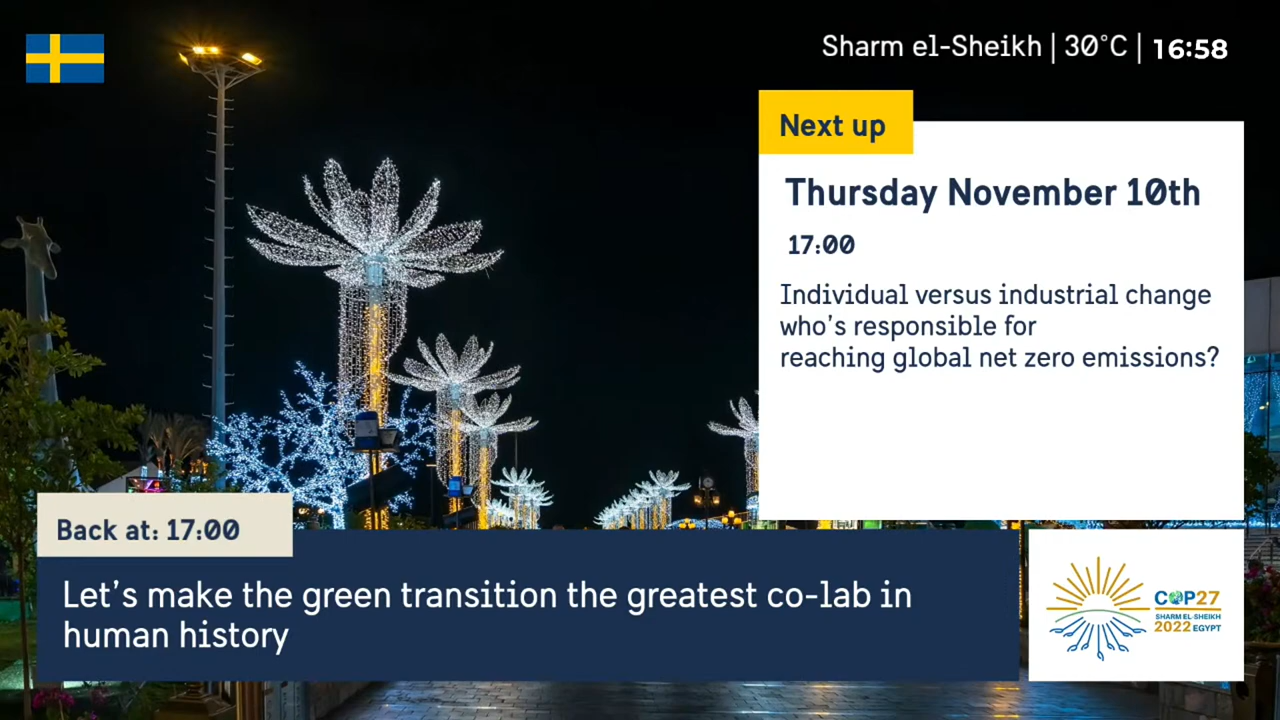 Sharm el-Sheikh | 30°C | 16:58
Next up
Thursday November 10th
17:00
Individual versus industrial change
who's responsible for
reaching global net zero emissions?
Back at: 17:00
Let's make the green transition the greatest co-lab in
human history
COP27
SHARM EL-SHEIKH
2022 EGYPT